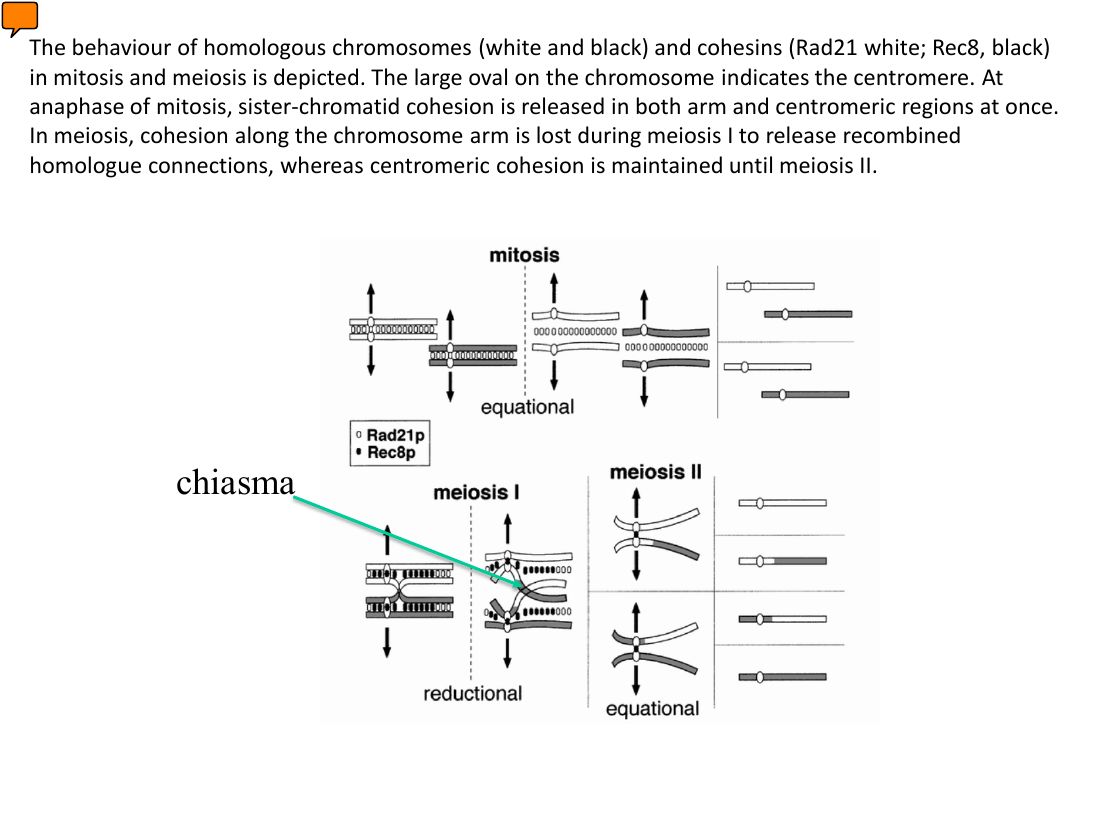 The behaviour of homologous chromosomes (white and black) and cohesins (Rad21 white; Rec8, black)
in mitosis and meiosis is depicted. The large oval on the chromosome indicates the centromere. At
anaphase of mitosis, sister-chromatid cohesion is released in both arm and centromeric regions at once.
In meiosis, cohesion along the chromosome arm is lost during meiosis I to release recombined
homologue connections, whereas centromeric cohesion is maintained until meiosis II.
mitosis
equational
Rad21p
Rec8p
chiasma
meiosis I
meiosis II
reductional
equational